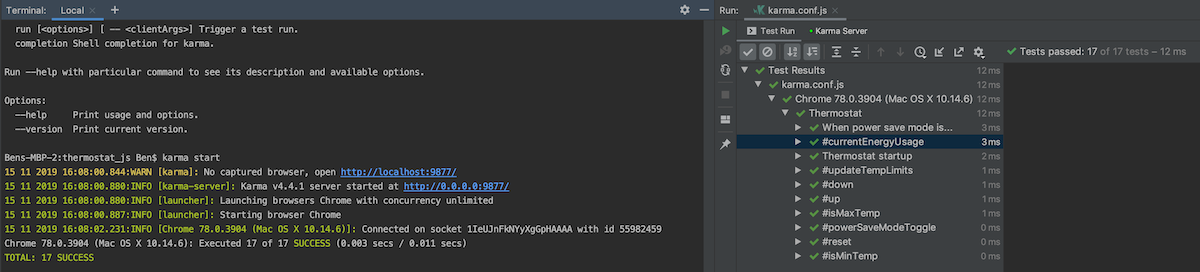 Terminal: Local × +
run [<options>] [ -- <clientArgs>] Trigger a test run.
completion Shell completion for karma.
Run --help with particular command to see its description and available options.
Options:
--help Print usage and options.
--version Print current version.
Bens-MBP-2:thermostat_js Ben$ karma start
15 11 2019 16:08:00.844:WARN [karma]: No captured browser, open http://localhost:9877/
15 11 2019 16:08:00.880:INFO [karma-server]: Karma v4.4.1 server started at http://0.0.0.0:9877/
15 11 2019 16:08:00.880:INFO [launcher]: Launching browsers Chrome with concurrency unlimited
15 11 2019 16:08:00.887:INFO [launcher]: Starting browser Chrome
15 11 2019 16:08:02.231:INFO [Chrome 78.0.3904 (Mac OS X 10.14.6)]: Connected on socket 1IeUJnFkNYyXgGpHAAAA with id 55982459
Chrome 78.0.3904 (Mac OS X 10.14.6): Executed 17 of 17 SUCCESS (0.003 secs / 0.011 secs)
TOTAL: 17 SUCCESS
Run: karma.conf.js ×
Test Run Karma Server
Tests passed: 17 of 17 tests – 12 ms
Test Results 12 ms
karma.conf.js 12 ms
Chrome 78.0.3904 (Mac OS X 10.14.6) 12 ms
Thermostat 12 ms
When power save mode is... 3 ms
#currentEnergyUsage 3 ms
Thermostat startup 2 ms
#updateTempLimits 1 ms
#down 1 ms
#up 1 ms
#isMaxTemp 1 ms
#powerSaveModeToggle 0 ms
#reset 0 ms
#isMinTemp 0 ms